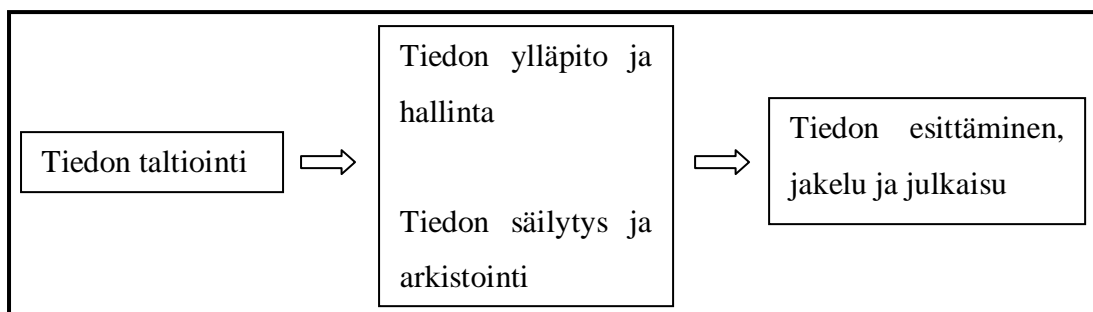 Tiedon taltiointi
Tiedon ylläpito ja
hallinta
Tiedon säilytys ja
arkistointi
Tiedon esittäminen,
jakelu ja julkaisu